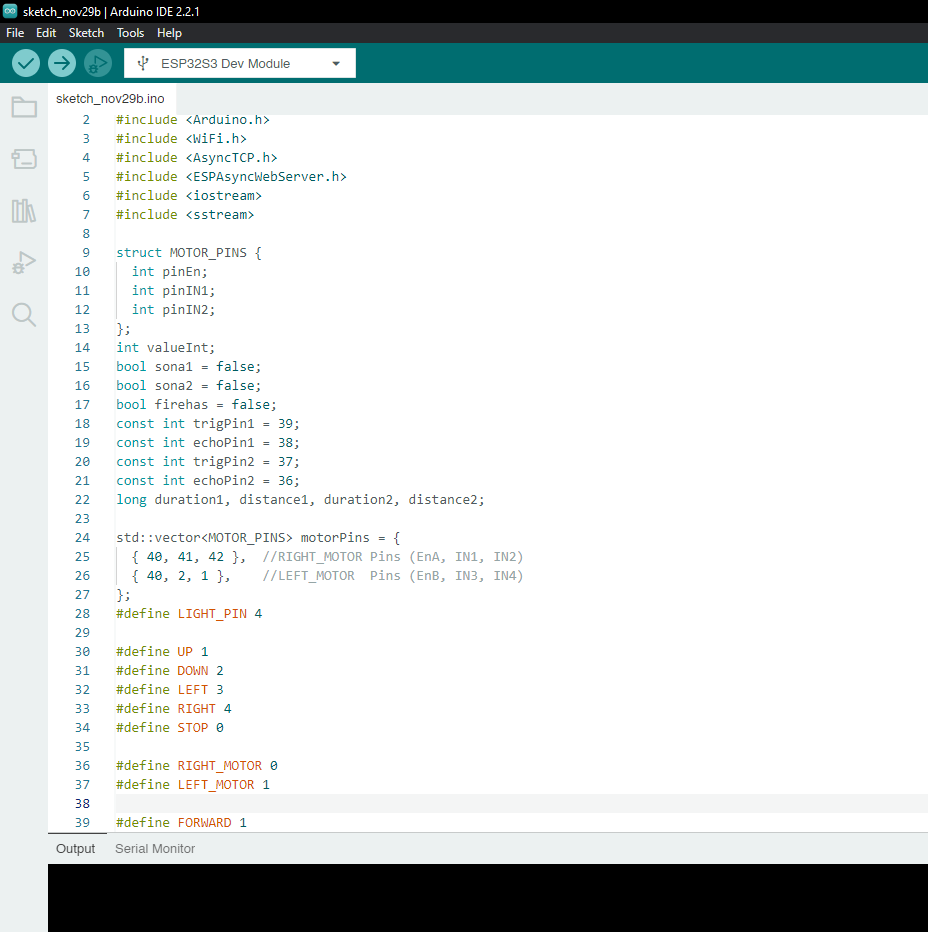 sketch_nov29b | Arduino IDE 2.2.1
File Edit Sketch Tools Help
ESP32S3 Dev Module
sketch_nov29b.ino
2 #include <Arduino.h>
3 #include <WiFi.h>
4 #include <AsyncTCP.h>
5 #include <ESPAsyncWebServer.h>
6 #include <iostream>
7 #include <sstream>
8
9 struct MOTOR_PINS {
10 int pinEn;
11 int pinIN1;
12 int pinIN2;
13 };
14 int valueInt;
15 bool sona1 = false;
16 bool sona2 = false;
17 bool firehas = false;
18 const int trigPin1 = 39;
19 const int echoPin1 = 38;
20 const int trigPin2 = 37;
21 const int echoPin2 = 36;
22 long duration1, distance1, duration2, distance2;
23
24 std::vector<MOTOR_PINS> motorPins = {
25 { 40, 41, 42 }, //RIGHT_MOTOR Pins (EnA, IN1, IN2)
26 { 40, 2, 1 }, //LEFT_MOTOR Pins (EnB, IN3, IN4)
27 };
28 #define LIGHT_PIN 4
29
30 #define UP 1
31 #define DOWN 2
32 #define LEFT 3
33 #define RIGHT 4
34 #define STOP 0
35
36 #define RIGHT_MOTOR 0
37 #define LEFT_MOTOR 1
38
39 #define FORWARD 1
Output Serial Monitor